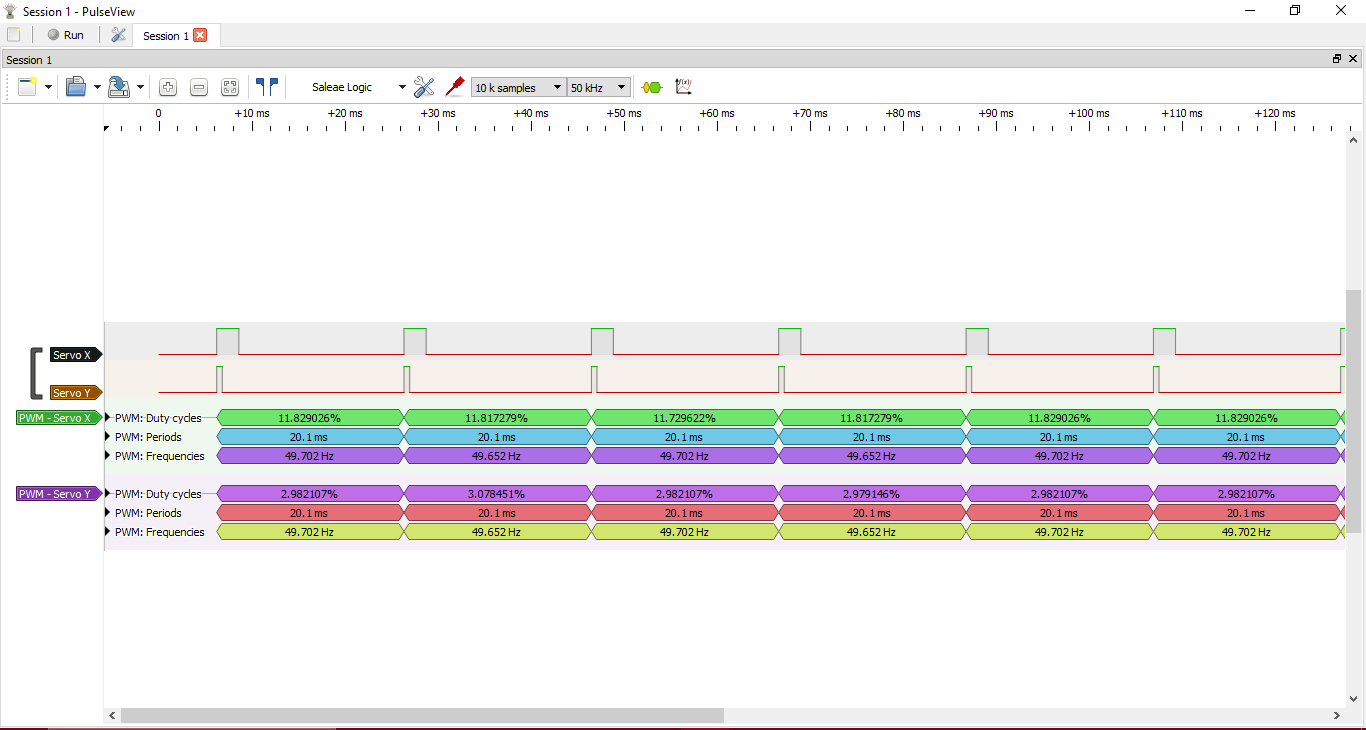 Session 1 - PulseView
Run
Session 1
Session 1
Saleae Logic
10 k samples
50 kHz
0 +10 ms +20 ms +30 ms +40 ms +50 ms +60 ms +70 ms +80 ms +90 ms +100 ms +110 ms +120 ms
Servo X
Servo Y
PWM - Servo X PWM: Duty cycles 11.829026% 11.817279% 11.729622% 11.817279% 11.829026% 11.829026%
PWM: Periods 20.1 ms 20.1 ms 20.1 ms 20.1 ms 20.1 ms 20.1 ms
PWM: Frequencies 49.702 Hz 49.652 Hz 49.702 Hz 49.652 Hz 49.702 Hz 49.702 Hz
PWM - Servo Y PWM: Duty cycles 2.982107% 3.078451% 2.982107% 2.979146% 2.982107% 2.982107%
PWM: Periods 20.1 ms 20.1 ms 20.1 ms 20.1 ms 20.1 ms 20.1 ms
PWM: Frequencies 49.702 Hz 49.652 Hz 49.702 Hz 49.652 Hz 49.702 Hz 49.702 Hz